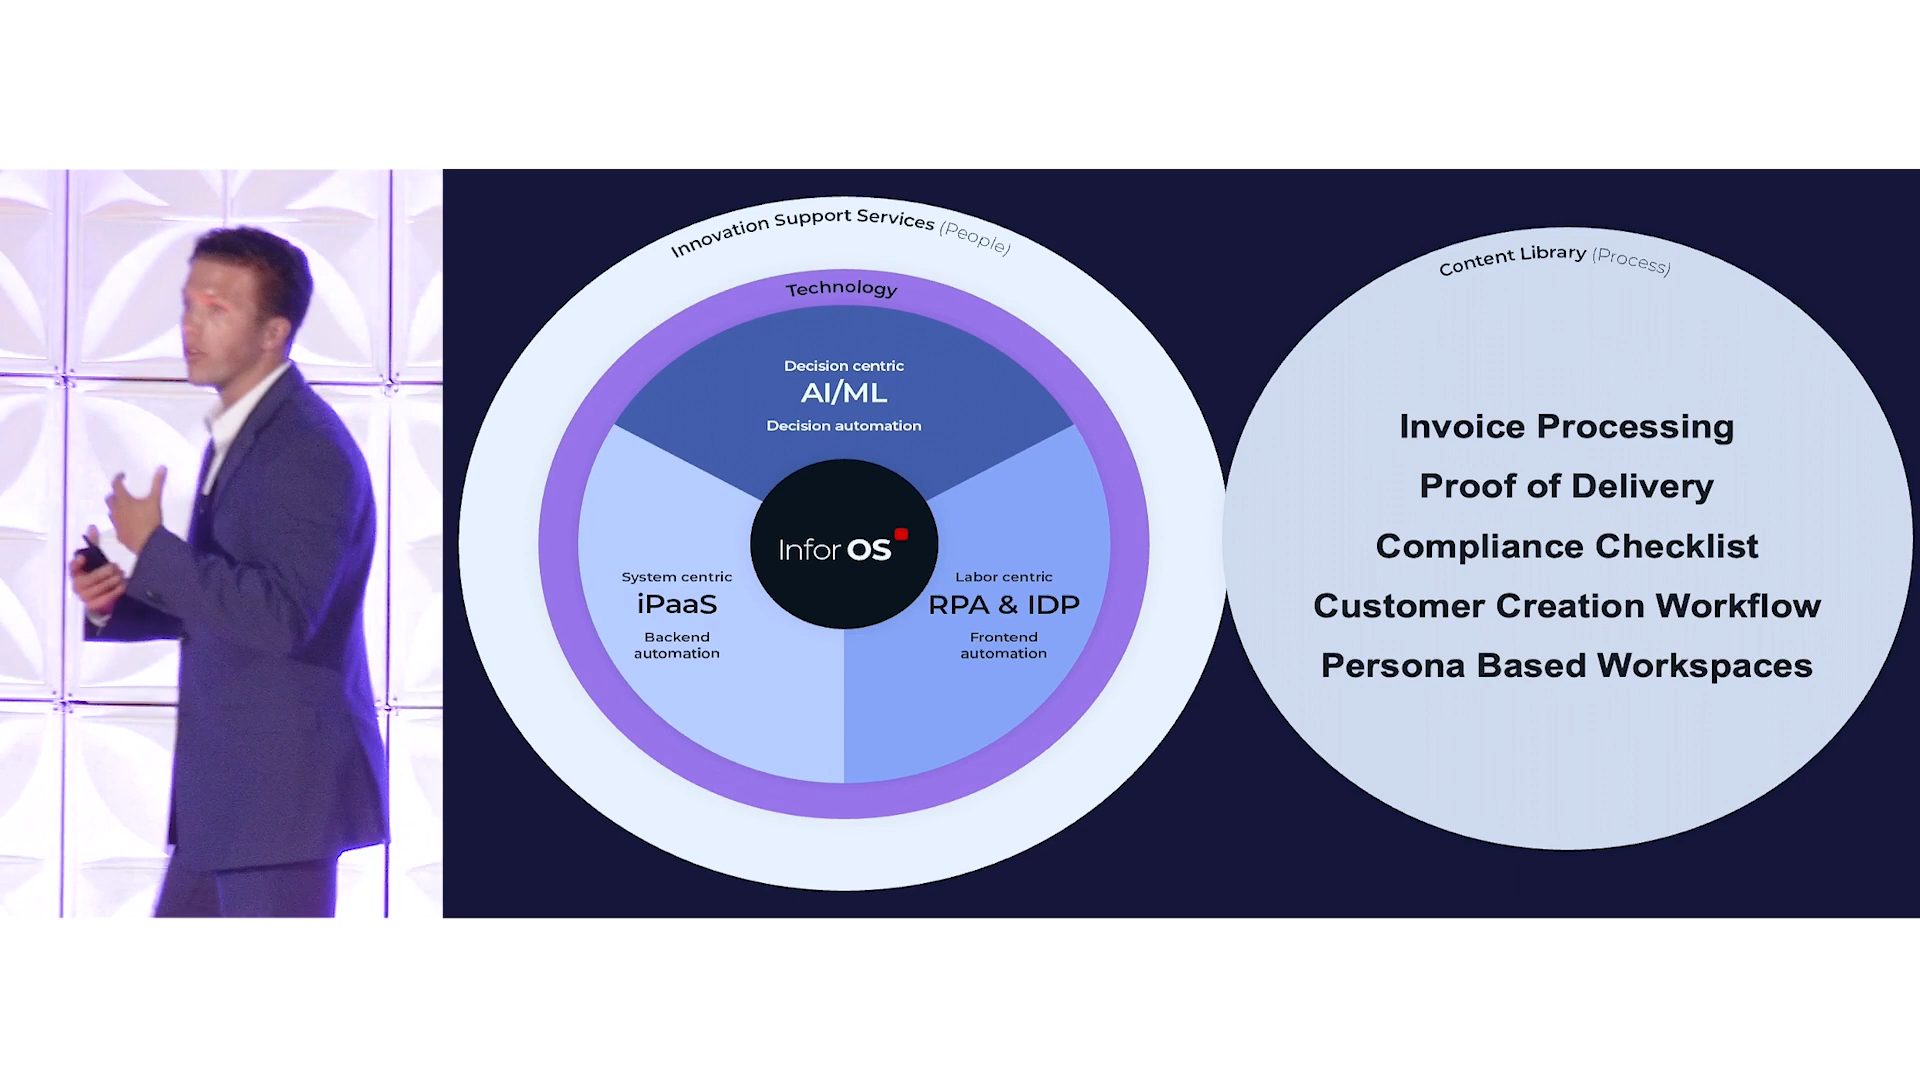 Innovation Support Services (People)
Technology
Decision centric
AI/ML
Decision automation
Infor OS
System centric
iPaaS
Backend
automation
Labor centric
RPA & IDP
Frontend
automation
Content Library (Process)
Invoice Processing
Proof of Delivery
Compliance Checklist
Customer Creation Workflow
Persona Based Workspaces